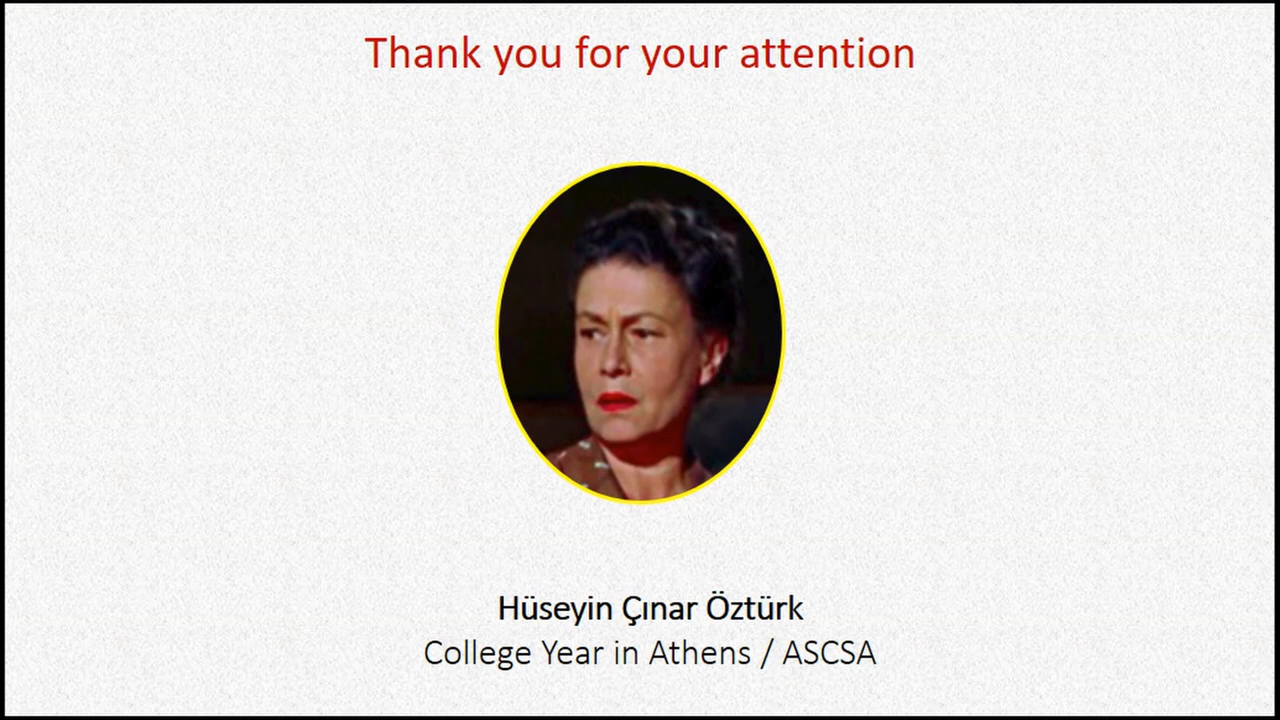 Thank you for your attention
Hüseyin Çınar Öztürk
College Year in Athens / ASCSA